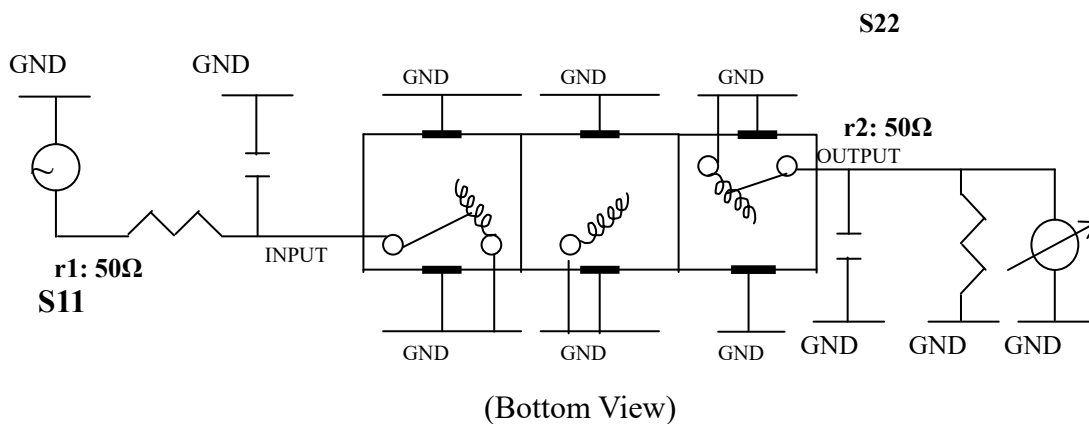 S22
GND
GND
GND
GND
GND
r2: 50Ω
OUTPUT
INPUT
r1: 50Ω
S11
GND
GND
GND
GND
GND
GND
(Bottom View)